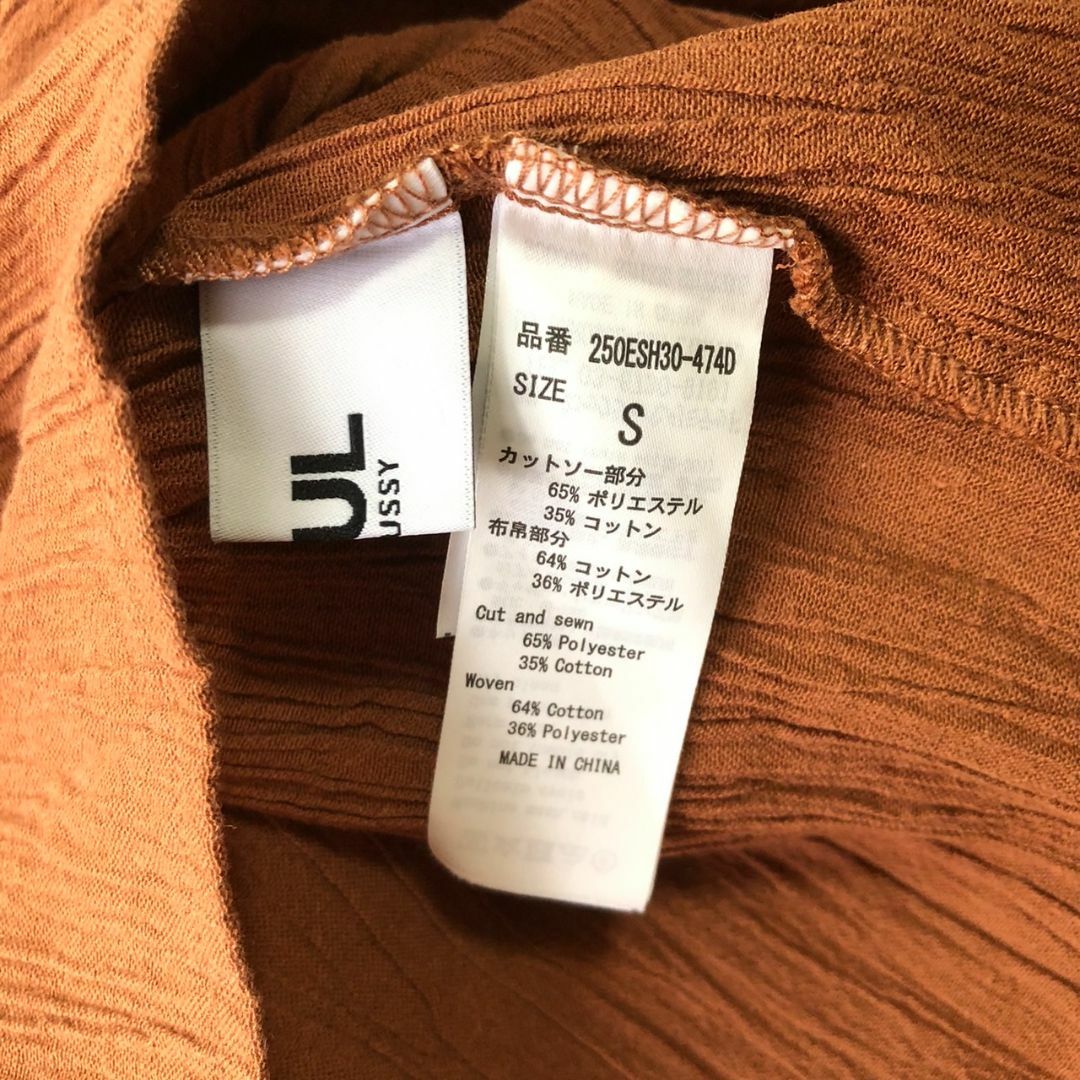 UL
USSY
品番 250ESH30-474D
SIZE S
カットソー部分
65% ポリエステル
35% コットン
布帛部分
64% コットン
36% ポリエステル
Cut and sewn
65% Polyester
35% Cotton
Woven
64% Cotton
36% Polyester
MADE IN CHINA